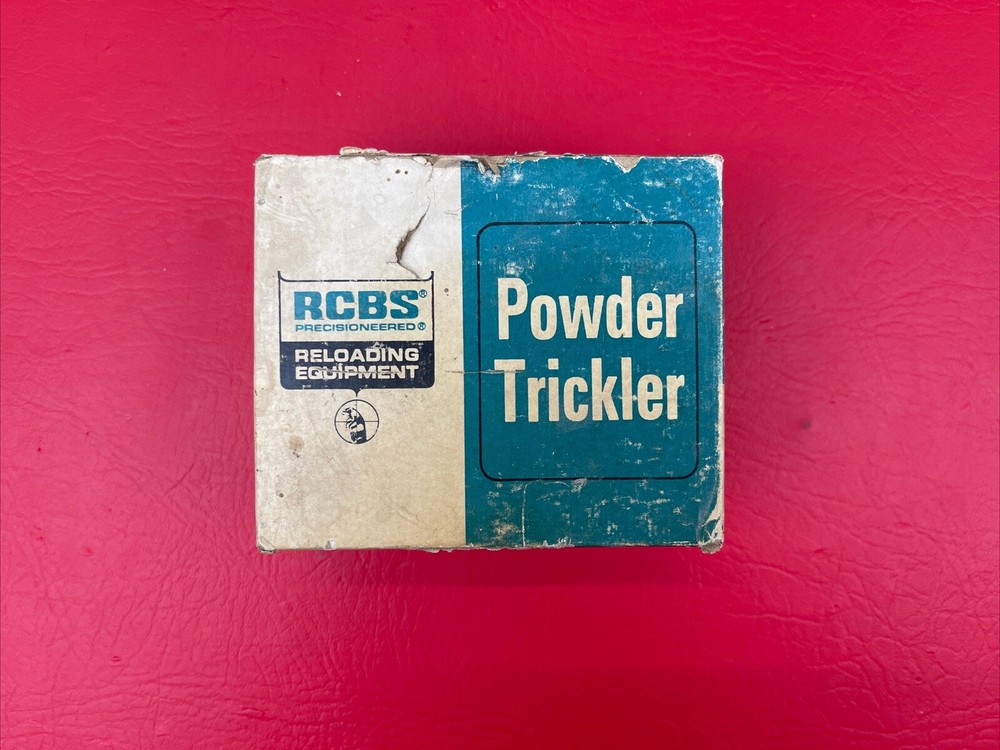 RCBS®
PRECISIONEERED®
RELOADING
EQUIPMENT
Powder
Trickler